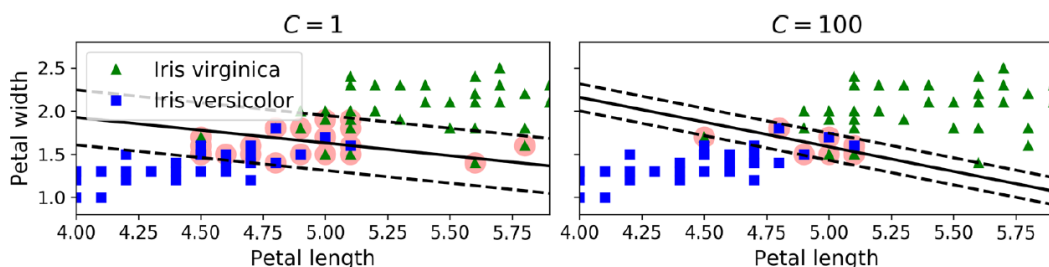 C = 1
C = 100
Petal width
2.5
2.0
1.5
1.0
Iris virginica
Iris versicolor
4.00 4.25 4.50 4.75 5.00 5.25 5.50 5.75
4.00 4.25 4.50 4.75 5.00 5.25 5.50 5.75
Petal length
Petal length